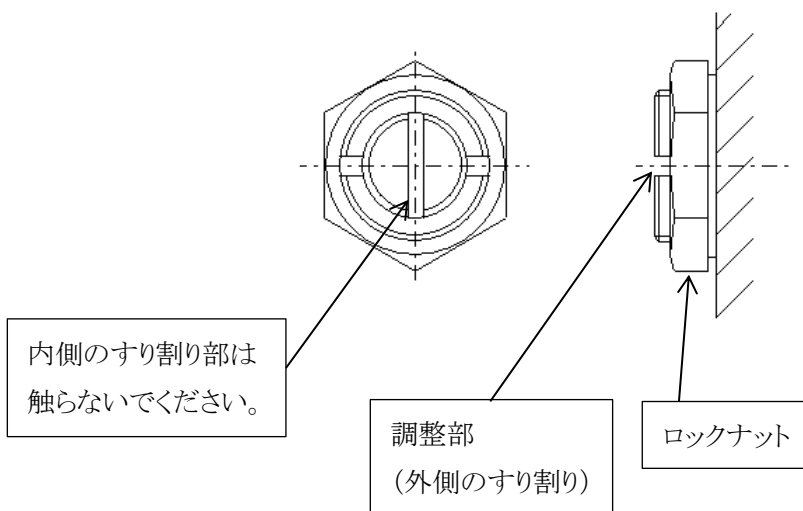 内側のすり割り部は
触らないでください。
調整部
(外側のすり割り)
ロックナット